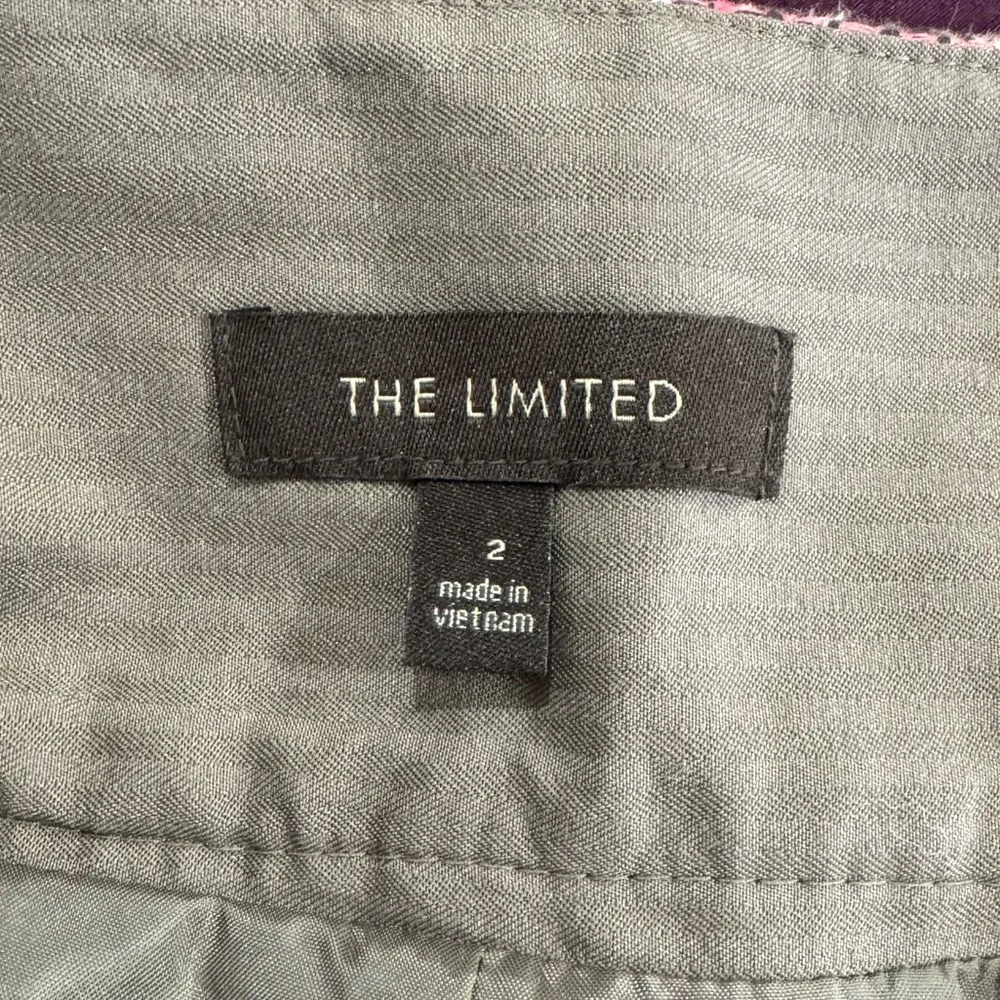 THE LIMITED
2
made in
vietnam